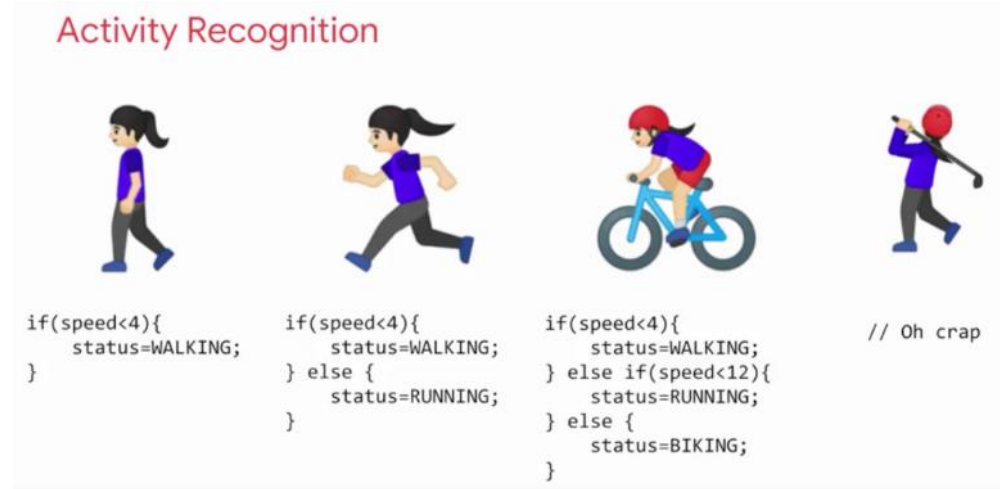 Activity Recognition
if(speed<4){
    status=WALKING;
}
if(speed<4){
    status=WALKING;
} else {
    status=RUNNING;
}
if(speed<4){
    status=WALKING;
} else if(speed<12){
    status=RUNNING;
} else {
    status=BIKING;
}
// Oh crap